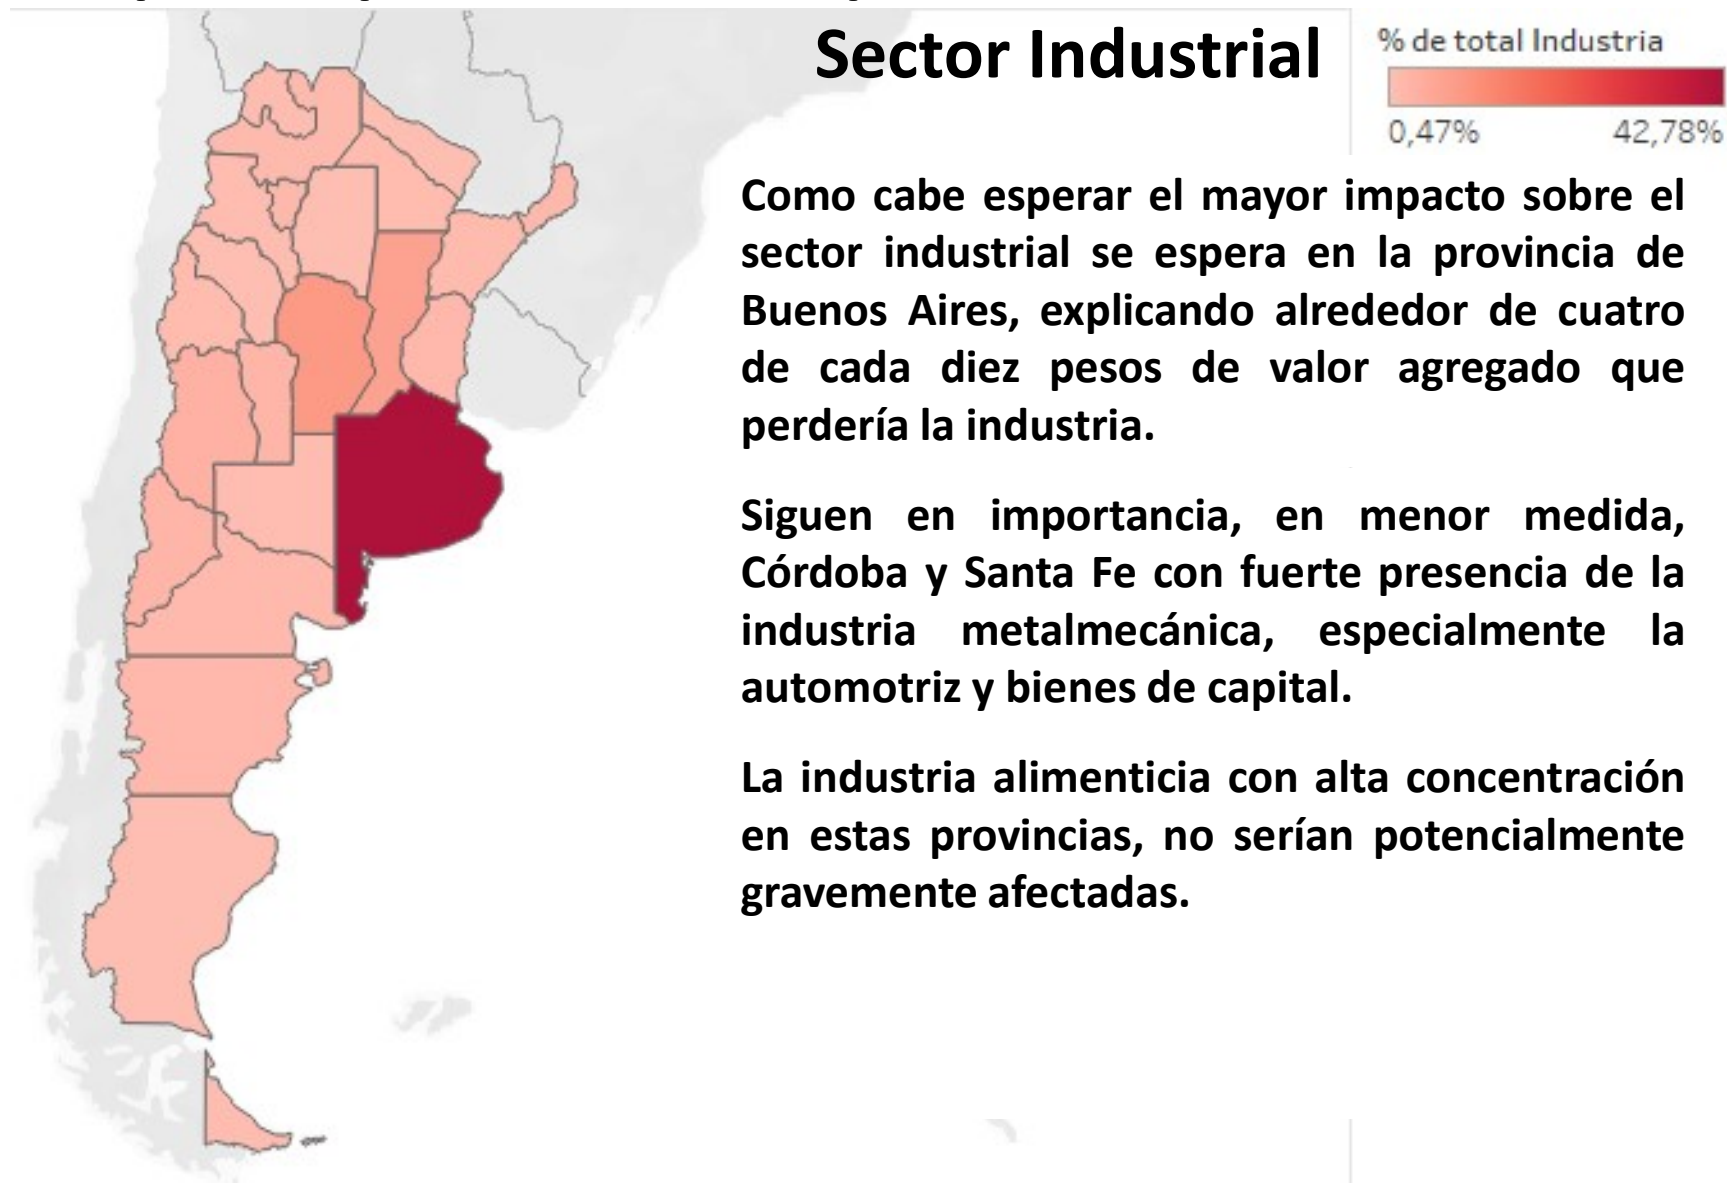 Sector Industrial
% de total Industria
0,47%
42,78%
Como cabe esperar el mayor impacto sobre el
sector industrial se espera en la provincia de
Buenos Aires, explicando alrededor de cuatro
de cada diez pesos de valor agregado que
perdería la industria.
Siguen en importancia, en menor medida,
Córdoba y Santa Fe con fuerte presencia de la
industria metalmecánica, especialmente la
automotriz y bienes de capital.
La industria alimenticia con alta concentración
en estas provincias, no serían potencialmente
gravemente afectadas.